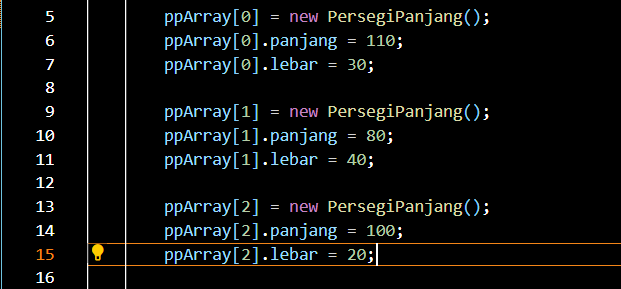 5 ppArray[0] = new PersegiPanjang();
6 ppArray[0].panjang = 110;
7 ppArray[0].lebar = 30;
8
9 ppArray[1] = new PersegiPanjang();
10 ppArray[1].panjang = 80;
11 ppArray[1].lebar = 40;
12
13 ppArray[2] = new PersegiPanjang();
14 ppArray[2].panjang = 100;
15 ppArray[2].lebar = 20;
16